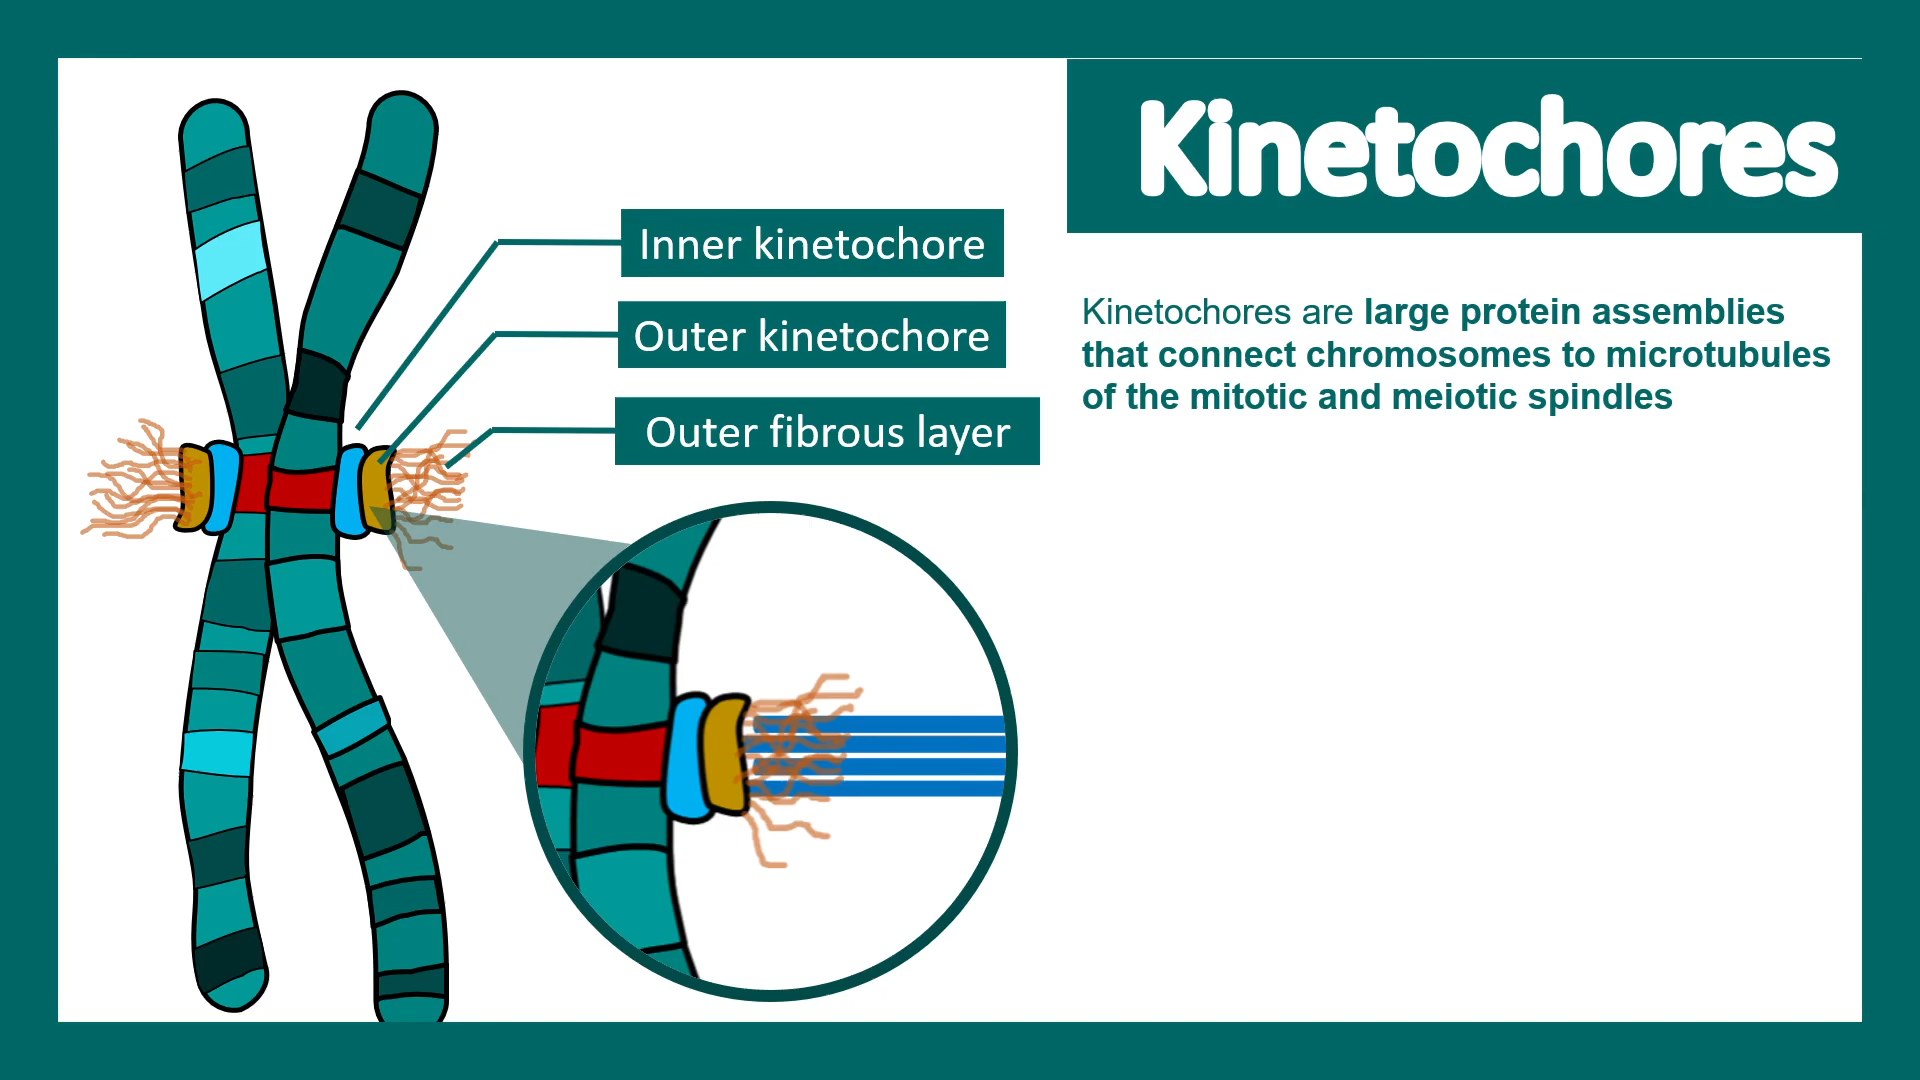 Kinetochores
Inner kinetochore
Outer kinetochore
Outer fibrous layer
Kinetochores are large protein assemblies
that connect chromosomes to microtubules
of the mitotic and meiotic spindles